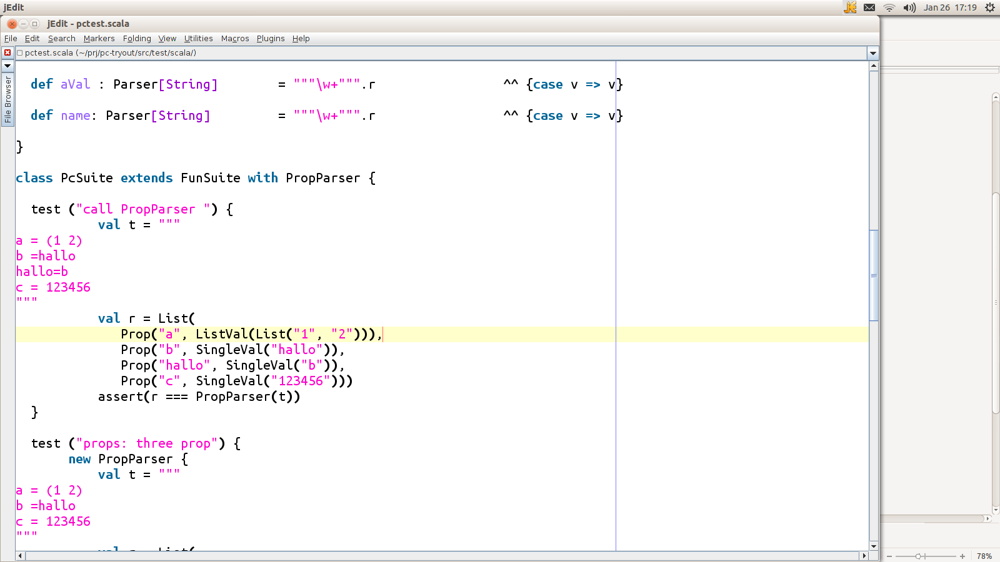 jEdit
Jan 26 17:19
jEdit - pctest.scala
File Edit Search Markers Folding View Utilities Macros Plugins Help
pctest.scala (~/prj/pc-tryout/src/test/scala/)
File Browser
def aVal : Parser[String] = """\w+""".r ^^ {case v => v}
def name: Parser[String] = """\w+""".r ^^ {case v => v}
}
class PcSuite extends FunSuite with PropParser {
test ("call PropParser ") {
val t = """
a = (1 2)
b =hallo
hallo=b
c = 123456
"""
val r = List(
Prop("a", ListVal(List("1", "2"))),
Prop("b", SingleVal("hallo")),
Prop("hallo", SingleVal("b")),
Prop("c", SingleVal("123456")))
assert(r === PropParser(t))
}
test ("props: three prop") {
new PropParser {
val t = """
a = (1 2)
b =hallo
c = 123456
"""
val r = List(
78%